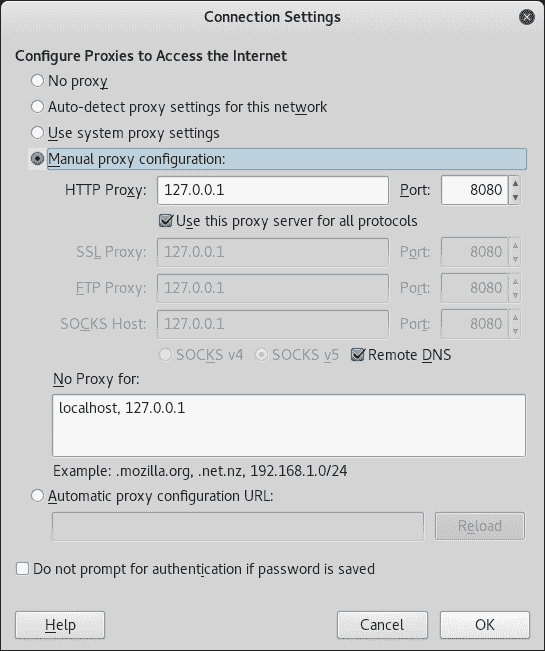 Connection Settings
Configure Proxies to Access the Internet
No proxy
Auto-detect proxy settings for this network
Use system proxy settings
Manual proxy configuration:
HTTP Proxy: 127.0.0.1 Port: 8080
Use this proxy server for all protocols
SSL Proxy: 127.0.0.1 Port: 8080
FTP Proxy: 127.0.0.1 Port: 8080
SOCKS Host: 127.0.0.1 Port: 8080
SOCKS v4 SOCKS v5 Remote DNS
No Proxy for:
localhost, 127.0.0.1
Example: .mozilla.org, .net.nz, 192.168.1.0/24
Automatic proxy configuration URL:
Reload
Do not prompt for authentication if password is saved
Help Cancel OK